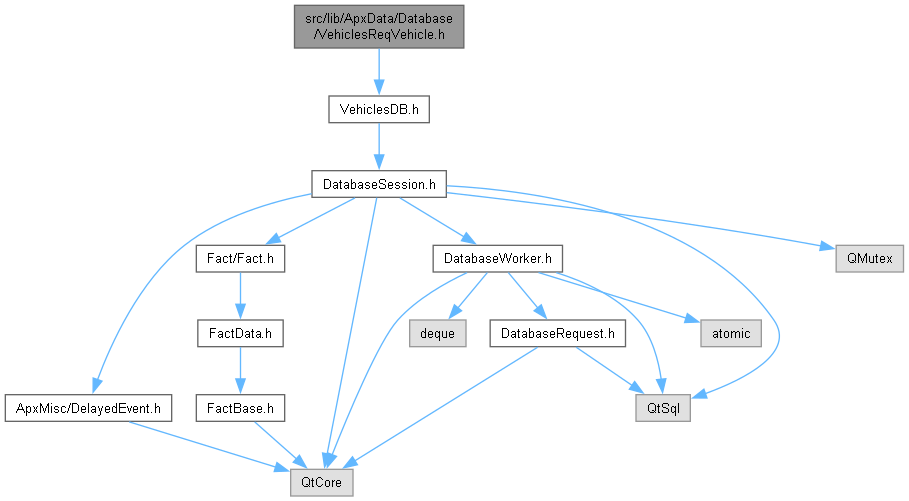 src/lib/ApxData/Database
/VehiclesReqVehicle.h
VehiclesDB.h
DatabaseSession.h
Fact/Fact.h
DatabaseWorker.h
QMutex
FactData.h
deque
DatabaseRequest.h
atomic
ApxMisc/DelayedEvent.h
FactBase.h
QtSql
QtCore